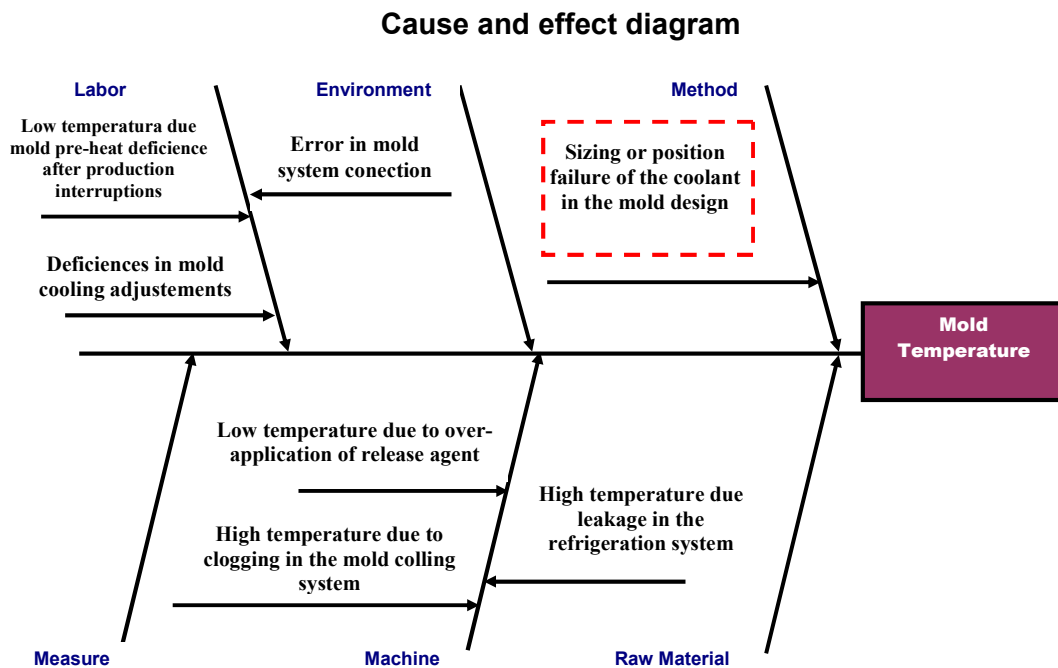 Cause and effect diagram
Labor
Environment
Method
Low temperatura due
mold pre-heat deficience
after production
interruptions
Error in mold
system conection
Sizing or position
failure of the coolant
in the mold design
Deficiences in mold
cooling adjustements
Mold
Temperature
Low temperature due to over-
application of release agent
High temperature due to
clogging in the mold colling
system
High temperature due
leakage in the
refrigeration system
Measure
Machine
Raw Material